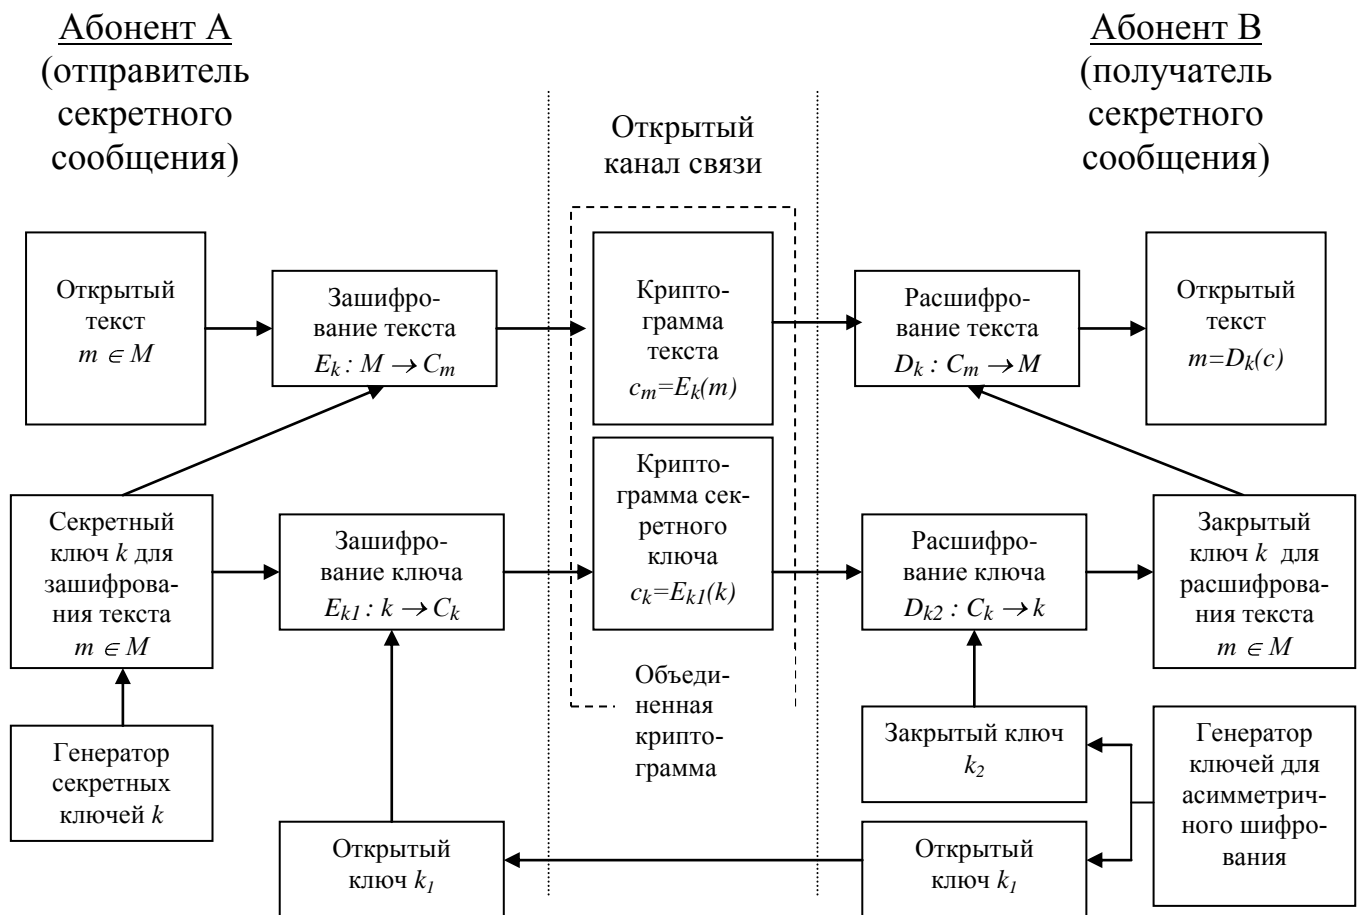 Абонент А
(отправитель
секретного
сообщения)
Абонент В
(получатель
секретного
сообщения)
Открытый
канал связи
Открытый
текст
m ∈ M
Зашифро-
вание текста
Eₖ : M → Cₘ
Крипто-
грамма
текста
cₘ=Eₖ(m)
Расшифро-
вание текста
Dₖ : Cₘ → M
Открытый
текст
m=Dₖ(c)
Секретный
ключ k для
зашифрова-
ния текста
m ∈ M
Зашифро-
вание ключа
Eₖ₁ : k → Cₖ
Крипто-
грамма сек-
ретного
ключа
cₖ=Eₖ₁(k)
Расшифро-
вание ключа
Dₖ₂ : Cₖ → k
Закрытый
ключ k для
расшифрова-
ния текста
m ∈ M
Генератор
секретных
ключей k
Объеди-
ненная
крипто-
грамма
Закрытый ключ
k₂
Генератор
ключей для
асимметрич-
ного шифро-
вания
Открытый
ключ k₁
Открытый
ключ k₁